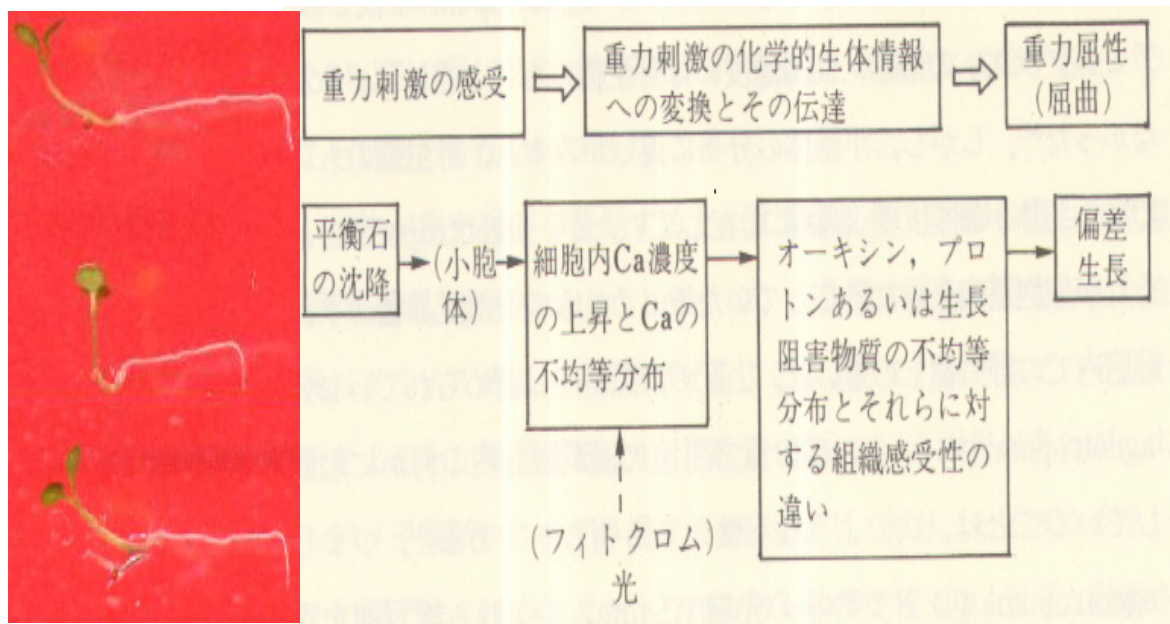 重力刺激の感受
重力刺激の化学的生体情報
への変換とその伝達
重力屈性
(屈曲)
平衡石
の沈降
(小胞
体)
細胞内Ca濃度
の上昇とCaの
不均等分布
オーキシン，プロ
トンあるいは生長
阻害物質の不均等
分布とそれらに対
する組織感受性の
違い
偏差
生長
(フィトクロム)
光